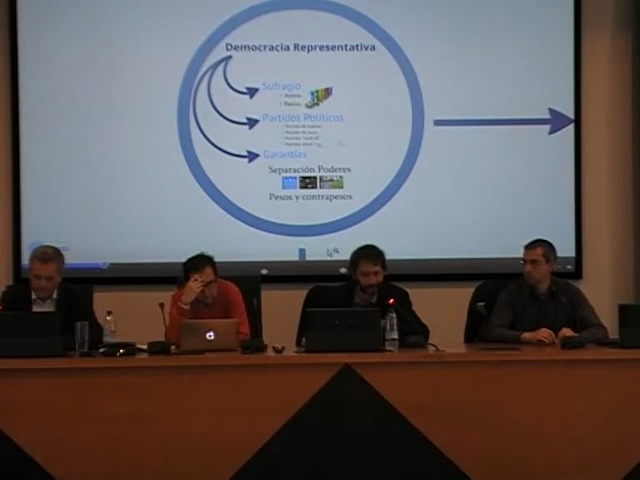 Democracia Representativa
Sufragio
Partidos Políticos
Garantías
Separación Poderes
Pesos y contrapesos